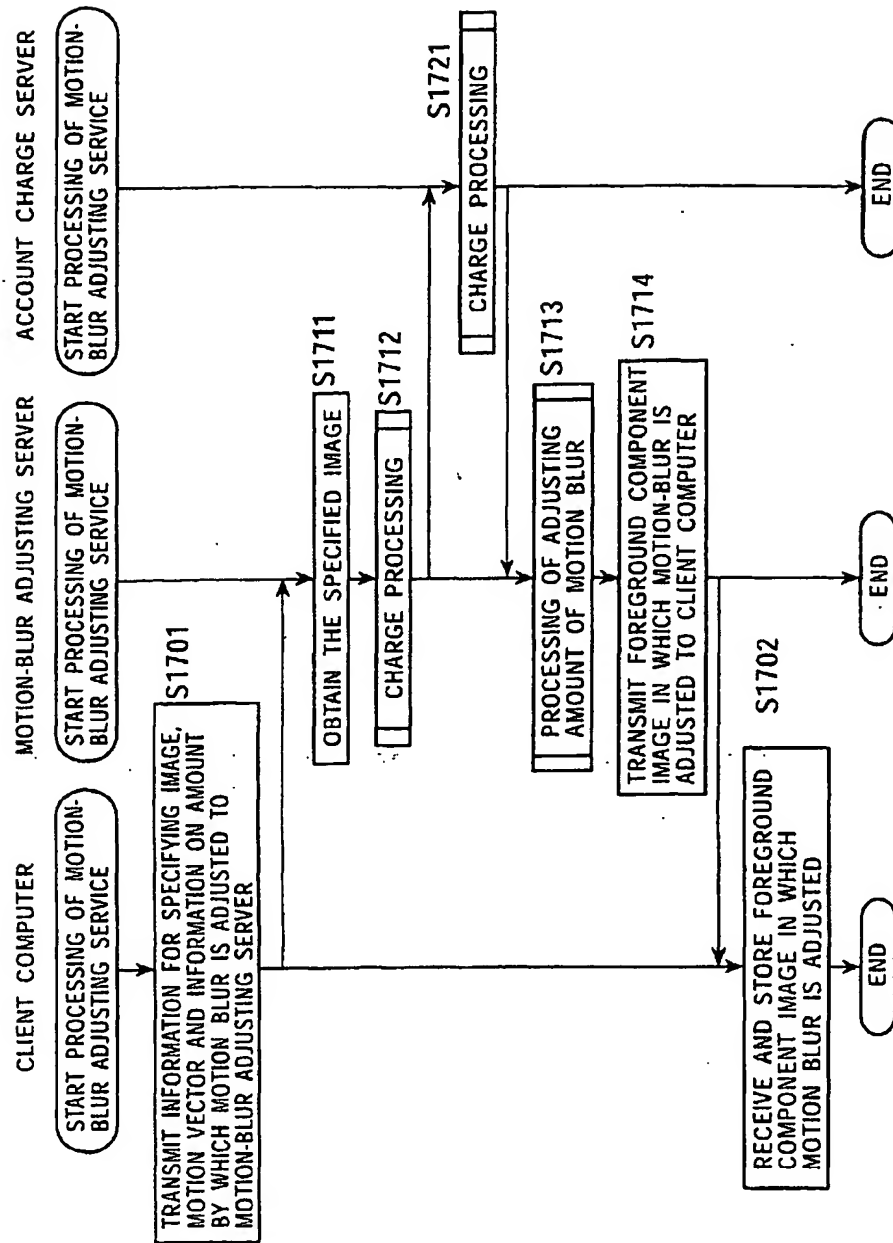 CLIENT COMPUTER
START PROCESSING OF MOTION-
BLUR ADJUSTING SERVICE
S1701
TRANSMIT INFORMATION FOR SPECIFYING IMAGE,
MOTION VECTOR AND INFORMATION ON AMOUNT
BY WHICH MOTION BLUR IS ADJUSTED TO
MOTION-BLUR ADJUSTING SERVER
S1702
RECEIVE AND STORE FOREGROUND
COMPONENT IMAGE IN WHICH
MOTION BLUR IS ADJUSTED
END
MOTION-BLUR ADJUSTING SERVER
START PROCESSING OF MOTION-
BLUR ADJUSTING SERVICE
S1711
OBTAIN THE SPECIFIED IMAGE
S1712
CHARGE PROCESSING
S1713
PROCESSING OF ADJUSTING
AMOUNT OF MOTION BLUR
S1714
TRANSMIT FOREGROUND COMPONENT
IMAGE IN WHICH MOTION-BLUR IS
ADJUSTED TO CLIENT COMPUTER
END
ACCOUNT CHARGE SERVER
START PROCESSING OF MOTION-
BLUR ADJUSTING SERVICE
S1721
CHARGE PROCESSING
END